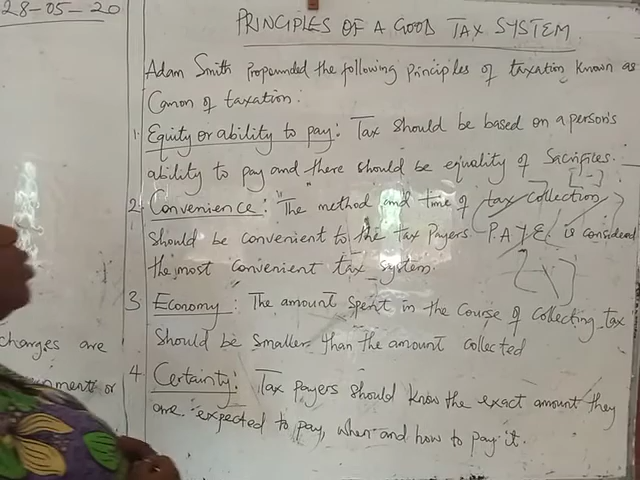 28-05-20
PRINCIPLES OF A GOOD TAX SYSTEM
Adam Smith propounded the following principles of taxation known as
Canon of taxation:
1. Equity or ability to pay: Tax should be based on a person's
ability to pay and there should be equality of Sacrifices.
2. Convenience: The method and time of tax collection
should be convenient to the tax payers. P.A.Y.E. is considered
the most convenient tax system.
3 Economy: The amount spent in the course of collecting tax
should be smaller than the amount collected
4 Certainty: Tax payers should know the exact amount they
are expected to pay, when and how to pay it.
changes are
or